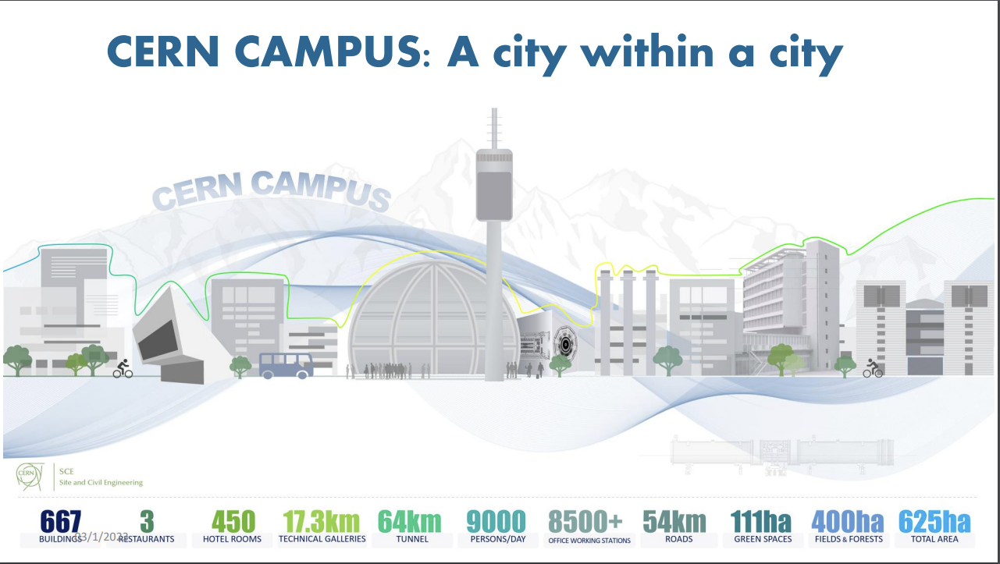 CERN CAMPUS: A city within a city
CERN CAMPUS
CERN
SCE
Site and Civil Engineering
667
BUILDINGS
3
RESTAURANTS
450
HOTEL ROOMS
17.3km
TECHNICAL GALLERIES
64km
TUNNEL
9000
PERSONS/DAY
8500+
OFFICE WORKING STATIONS
54km
ROADS
111ha
GREEN SPACES
400ha
FIELDS & FORESTS
625ha
TOTAL AREA
03/1/2023